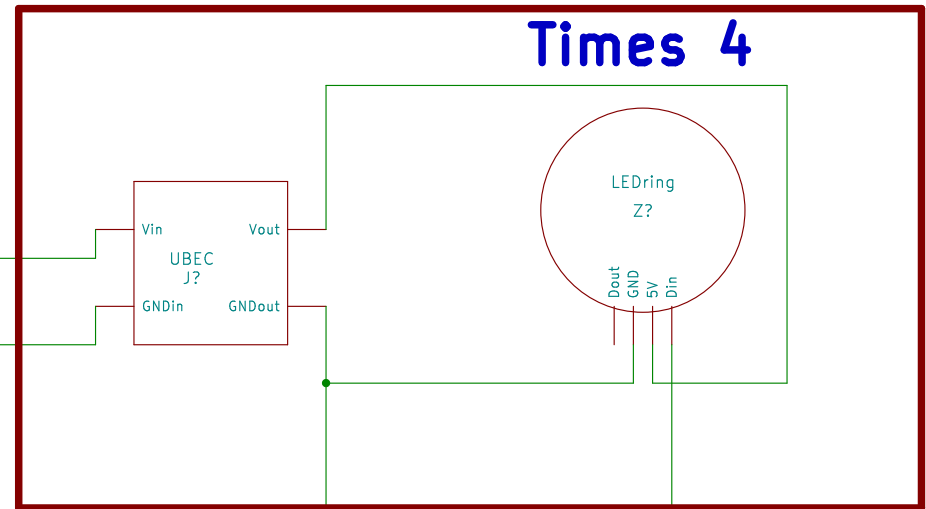 Times 4
LEDring
Z?
Vin
Vout
UBEC
J?
GNDin
GNDout
Dout
GND
5V
Din